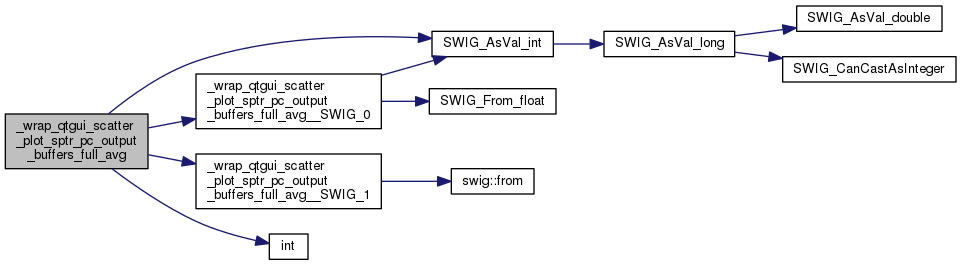 _wrap_qtgui_scatter
_plot_sptr_pc_output
_buffers_full_avg
SWIG_AsVal_int
_wrap_qtgui_scatter
_plot_sptr_pc_output
_buffers_full_avg__SWIG_0
SWIG_From_float
_wrap_qtgui_scatter
_plot_sptr_pc_output
_buffers_full_avg__SWIG_1
swig::from
int
SWIG_AsVal_long
SWIG_AsVal_double
SWIG_CanCastAsInteger